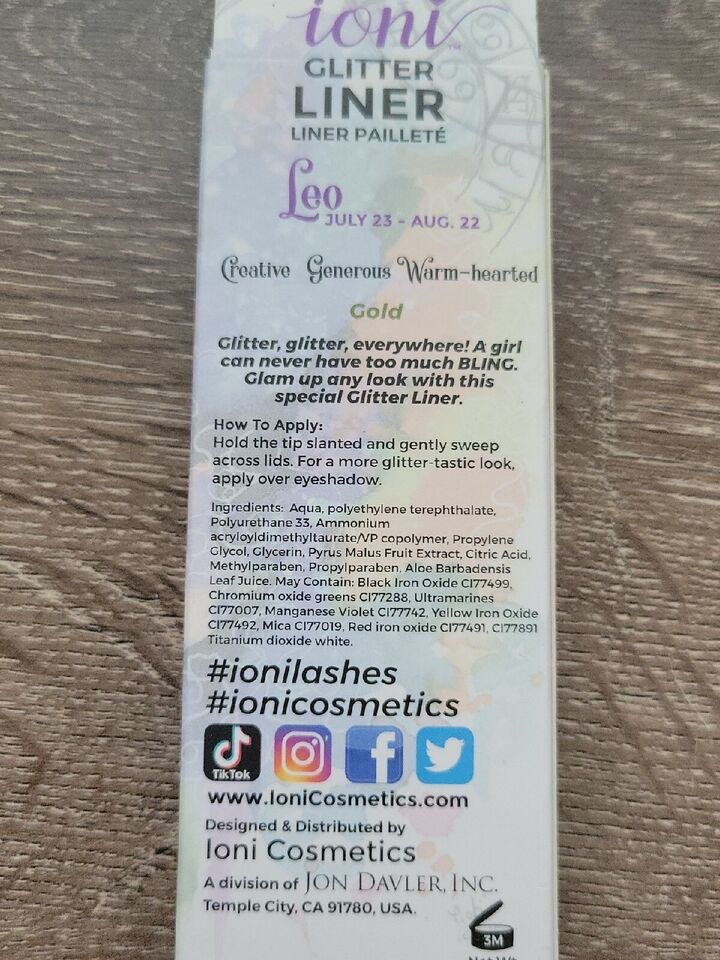 ioni™
GLITTER
LINER
LINER PAILLETÉ
Leo
JULY 23 - AUG. 22
Creative Generous Warm-hearted
Gold
Glitter, glitter, everywhere! A girl
can never have too much BLING.
Glam up any look with this
special Glitter Liner.
How To Apply:
Hold the tip slanted and gently sweep
across lids. For a more glitter-tastic look,
apply over eyeshadow.
Ingredients: Aqua, polyethylene terephthalate,
Polyurethane 33, Ammonium
acryloyldimethyltaurate/VP copolymer, Propylene
Glycol, Glycerin, Pyrus Malus Fruit Extract, Citric Acid,
Methylparaben, Propylparaben, Aloe Barbadensis
Leaf Juice. May Contain: Black Iron Oxide CI77499,
Chromium oxide greens CI77288, Ultramarines
CI77007, Manganese Violet CI77742, Yellow Iron Oxide
CI77492, Mica CI77019, Red iron oxide CI77491, CI77891
Titanium dioxide white.
#ionilashes
#ionicosmetics
TikTok
www.IoniCosmetics.com
Designed & Distributed by
Ioni Cosmetics
A division of JON DAVLER, INC.
Temple City, CA 91780, USA.
3M